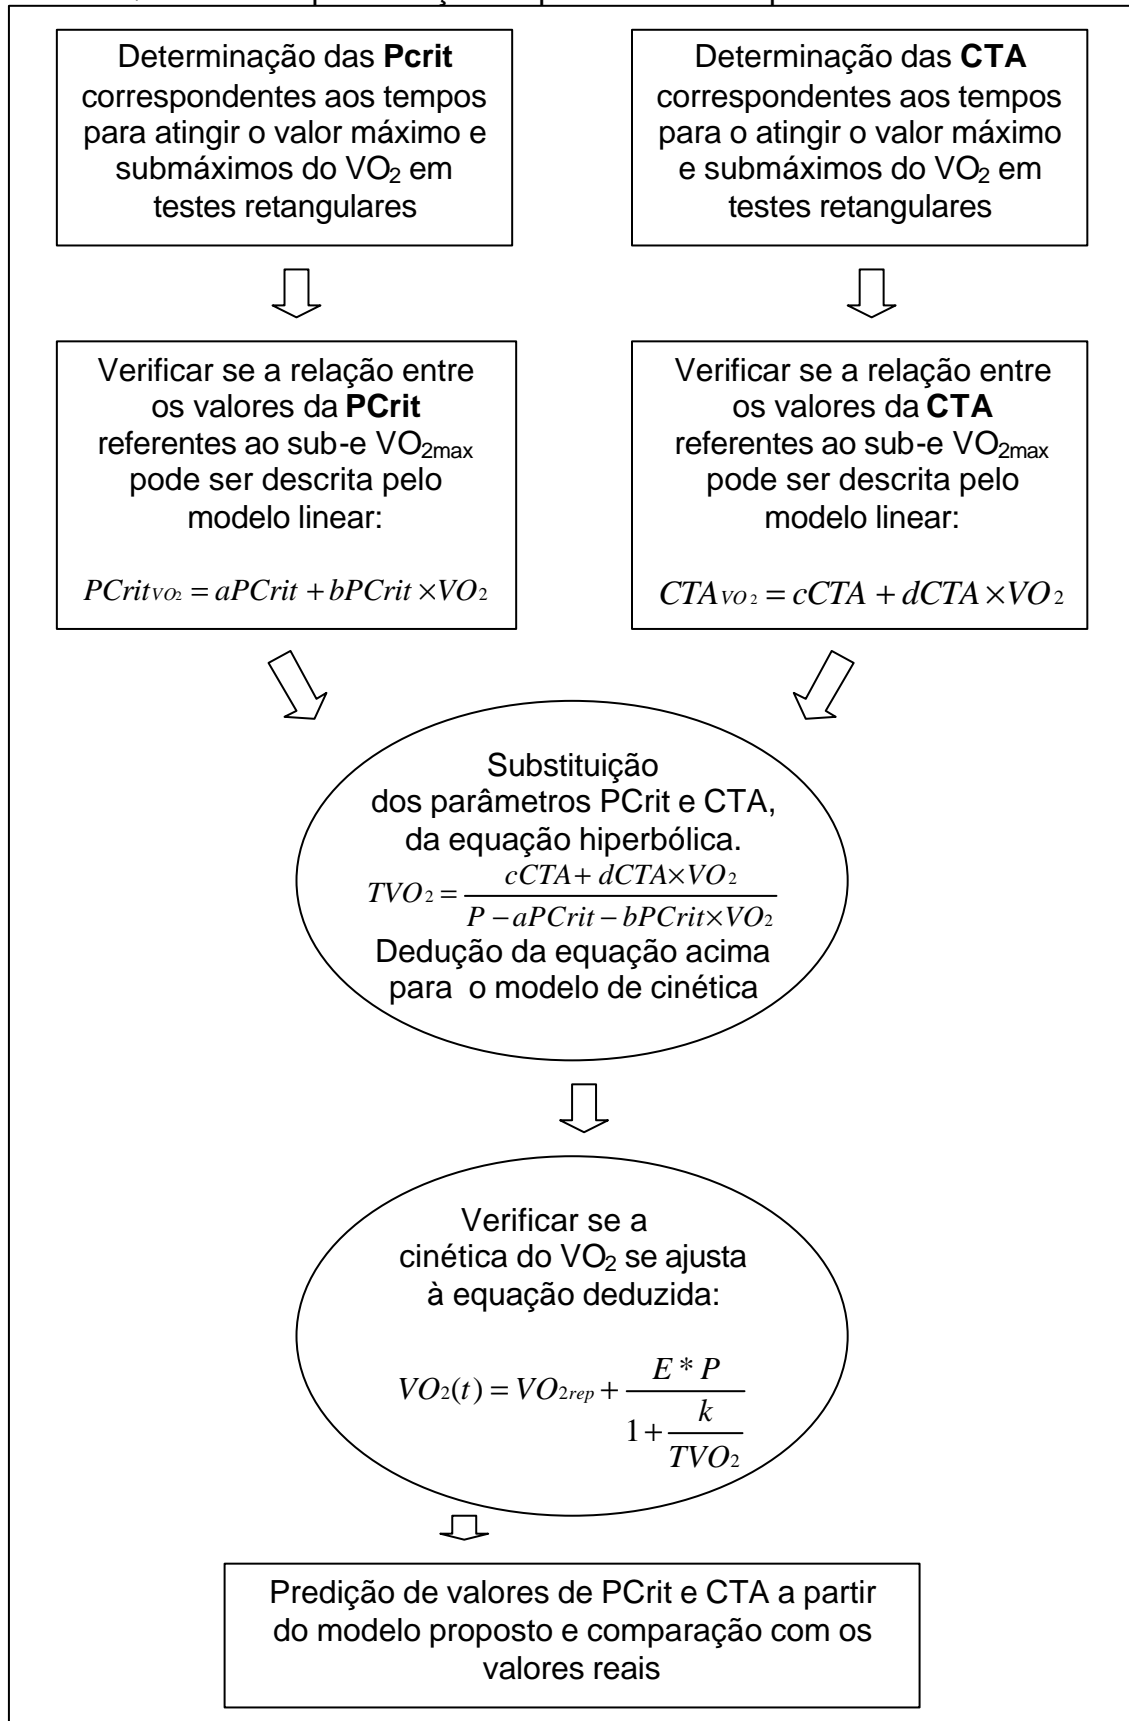 Determinação das Pcrit
correspondentes aos tempos
para atingir o valor máximo e
submáximos do VO₂ em
testes retangulares
Determinação das CTA
correspondentes aos tempos
para o atingir o valor máximo
e submáximos do VO₂ em
testes retangulares
Verificar se a relação entre
os valores da PCrit
referentes ao sub-e VO₂max
pode ser descrita pelo
modelo linear:
PCritVO₂ = aPCrit + bPCrit × VO₂
Verificar se a relação entre
os valores da CTA
referentes ao sub-e VO₂max
pode ser descrita pelo
modelo linear:
CTAVO₂ = cCTA + dCTA × VO₂
Substituição
dos parâmetros PCrit e CTA,
da equação hiperbólica.
TVO₂ = (cCTA + dCTA × VO₂) / (P − aPCrit − bPCrit × VO₂)
Dedução da equação acima
para o modelo de cinética
Verificar se a
cinética do VO₂ se ajusta
à equação deduzida:
VO₂(t) = VO₂rep + (E * P) / (1 + k / TVO₂)
Predição de valores de PCrit e CTA a partir
do modelo proposto e comparação com os
valores reais